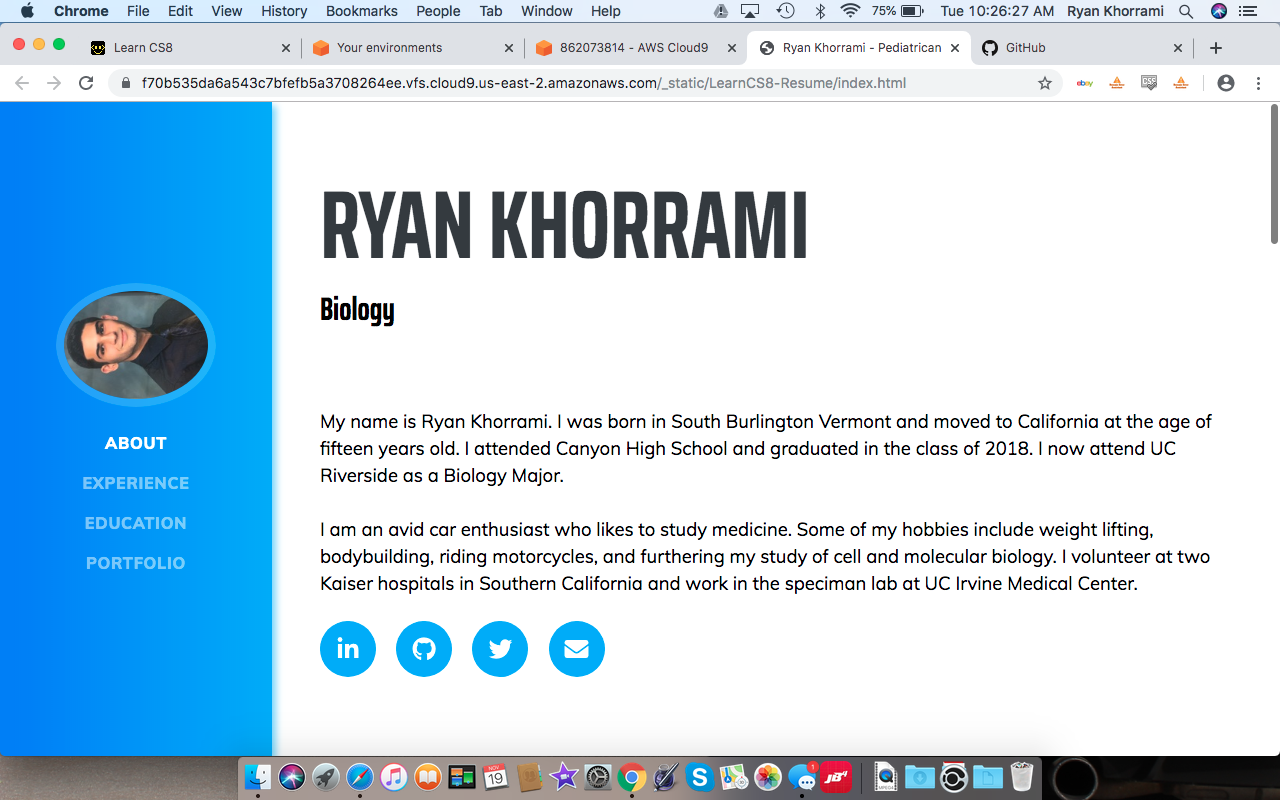 Chrome File Edit View History Bookmarks People Tab Window Help 75% Tue 10:26:27 AM Ryan Khorrami
Learn CS8
Your environments
862073814 - AWS Cloud9
Ryan Khorrami - Pediatrican
GitHub
f70b535da6a543c7bfefb5a3708264ee.vfs.cloud9.us-east-2.amazonaws.com/_static/LearnCS8-Resume/index.html
ebay
CSS
RYAN KHORRAMI
Biology
ABOUT
EXPERIENCE
EDUCATION
PORTFOLIO
My name is Ryan Khorrami. I was born in South Burlington Vermont and moved to California at the age of
fifteen years old. I attended Canyon High School and graduated in the class of 2018. I now attend UC
Riverside as a Biology Major.
I am an avid car enthusiast who likes to study medicine. Some of my hobbies include weight lifting,
bodybuilding, riding motorcycles, and furthering my study of cell and molecular biology. I volunteer at two
Kaiser hospitals in Southern California and work in the speciman lab at UC Irvine Medical Center.
in
NOV
19
S
1
JB4
MPEG4